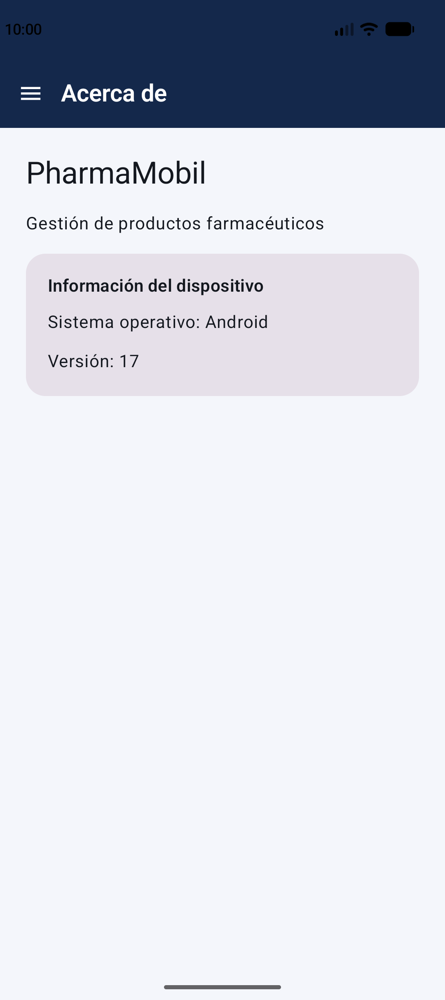 10:00
Acerca de
PharmaMobil
Gestión de productos farmacéuticos
Información del dispositivo
Sistema operativo: Android
Versión: 17